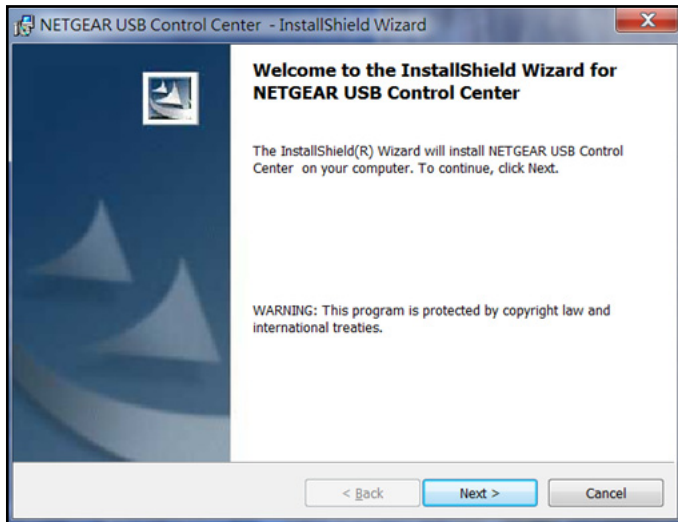 NETGEAR USB Control Center - InstallShield Wizard
X
Welcome to the InstallShield Wizard for
NETGEAR USB Control Center
The InstallShield(R) Wizard will install NETGEAR USB Control
Center on your computer. To continue, click Next.
WARNING: This program is protected by copyright law and
international treaties.
< Back Next > Cancel